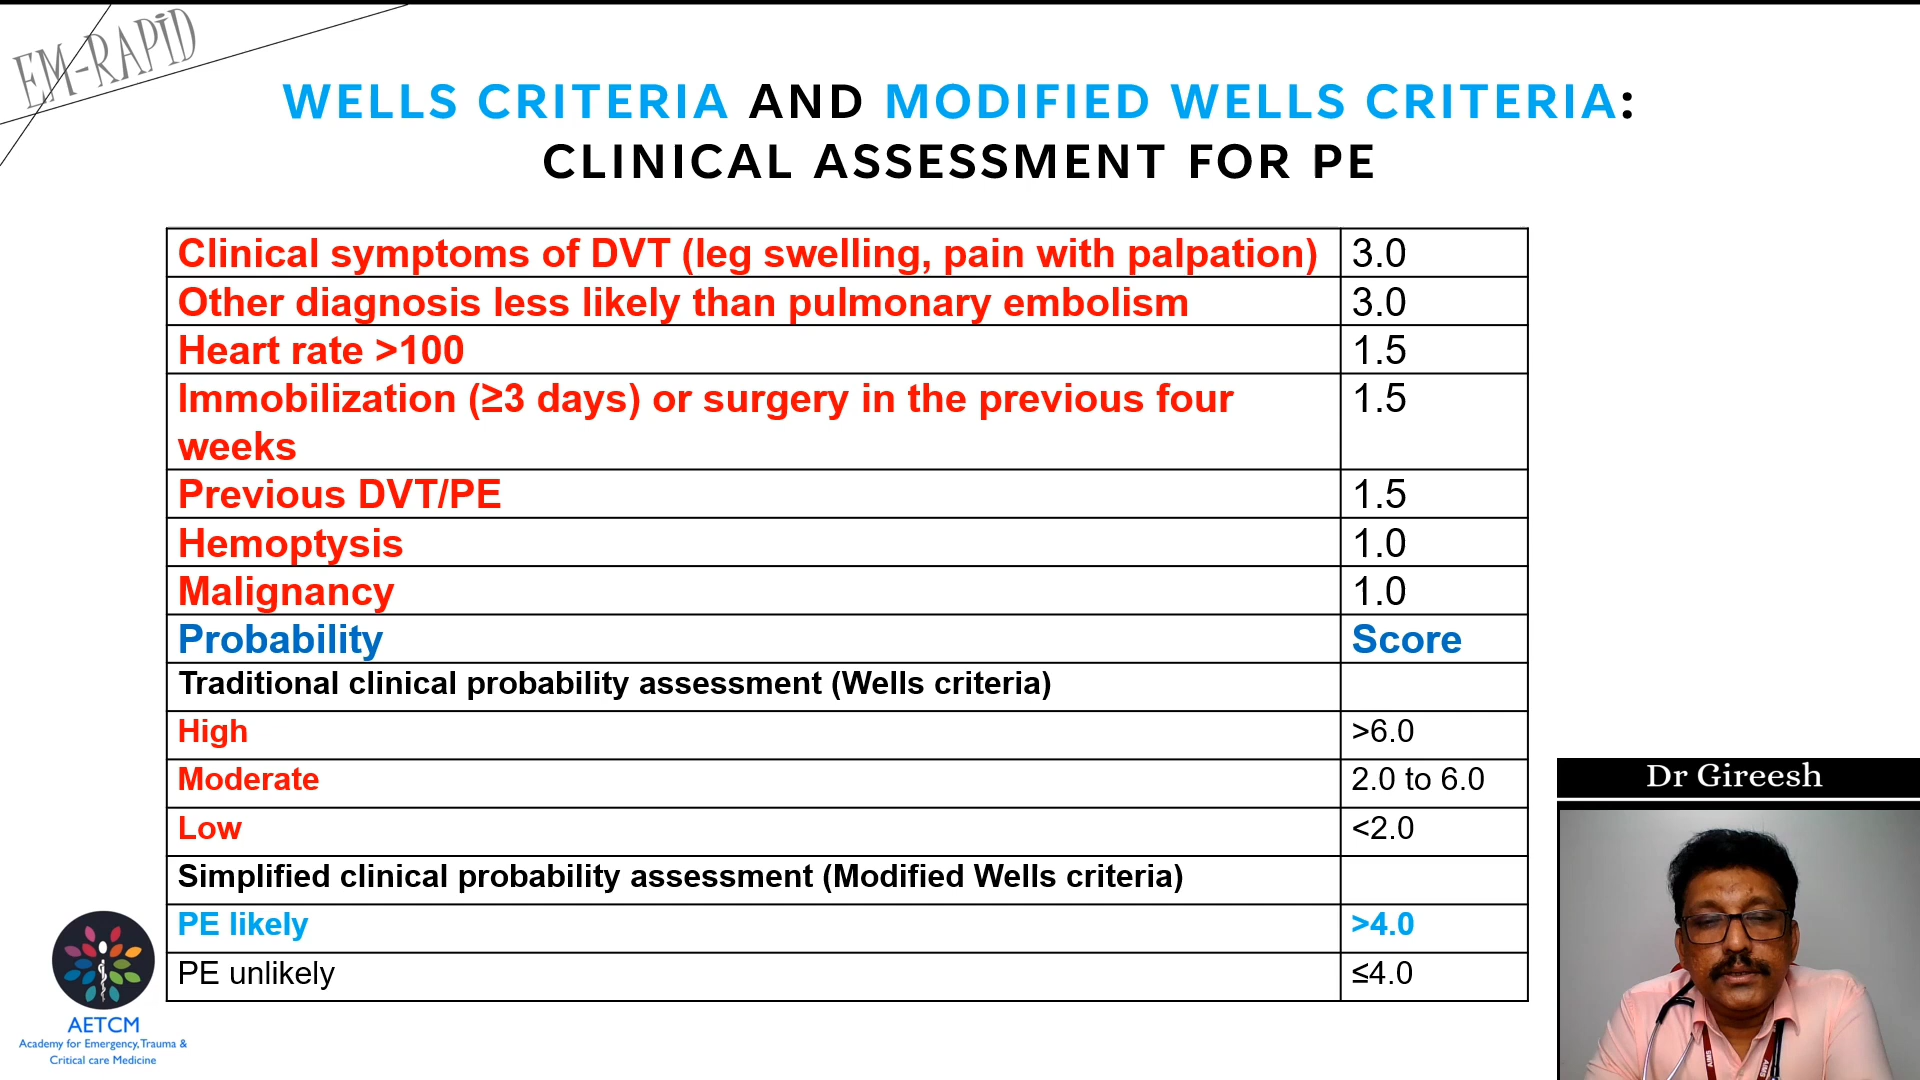 EM-RAPiD
WELLS CRITERIA AND MODIFIED WELLS CRITERIA:
CLINICAL ASSESSMENT FOR PE
Clinical symptoms of DVT (leg swelling, pain with palpation) 3.0
Other diagnosis less likely than pulmonary embolism 3.0
Heart rate >100 1.5
Immobilization (≥3 days) or surgery in the previous four 1.5
weeks
Previous DVT/PE 1.5
Hemoptysis 1.0
Malignancy 1.0
Probability Score
Traditional clinical probability assessment (Wells criteria)
High >6.0
Moderate 2.0 to 6.0
Low <2.0
Simplified clinical probability assessment (Modified Wells criteria)
PE likely >4.0
PE unlikely ≤4.0
AETCM
Academy for Emergency, Trauma &
Critical care Medicine
Dr Gireesh